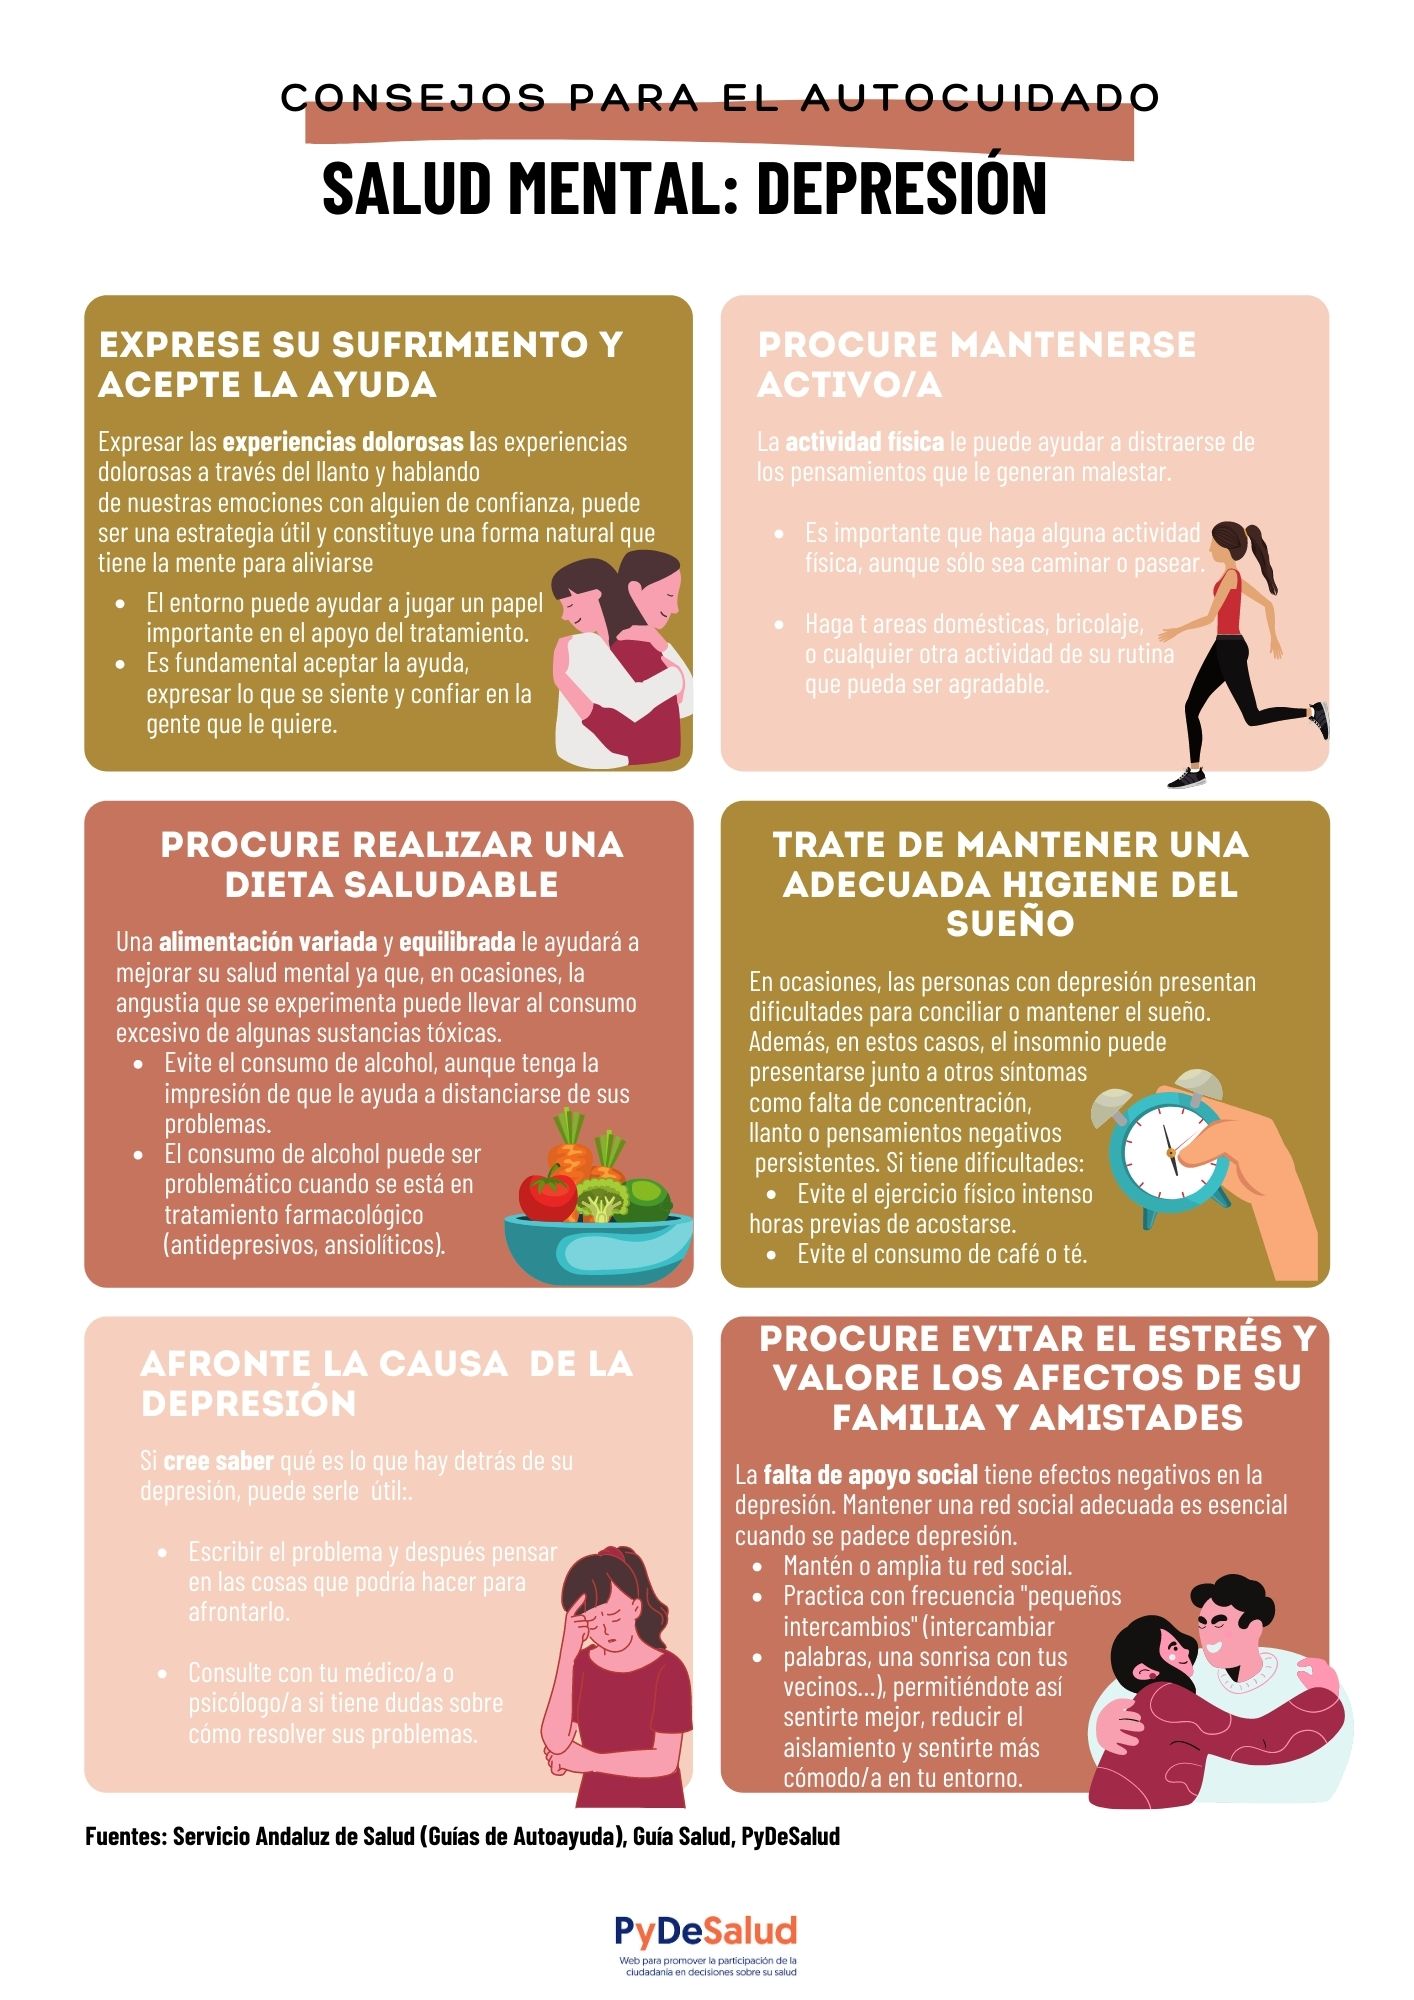 CONSEJOS PARA EL AUTOCUIDADO
SALUD MENTAL: DEPRESIÓN
EXPRESE SU SUFRIMIENTO Y
ACEPTE LA AYUDA
Expresar las experiencias dolorosas las experiencias
dolorosas a través del llanto y hablando
de nuestras emociones con alguien de confianza, puede
ser una estrategia útil y constituye una forma natural que
tiene la mente para aliviarse
• El entorno puede ayudar a jugar un papel
importante en el apoyo del tratamiento.
• Es fundamental aceptar la ayuda,
expresar lo que se siente y confiar en la
gente que le quiere.
PROCURE MANTENERSE
ACTIVO/A
La actividad física le puede ayudar a distraerse de
los pensamientos que le generan malestar.
• Es importante que haga alguna actividad
física, aunque sólo sea caminar o pasear.
• Haga t areas domésticas, bricolaje,
o cualquier otra actividad de su rutina
que pueda ser agradable.
PROCURE REALIZAR UNA
DIETA SALUDABLE
Una alimentación variada y equilibrada le ayudará a
mejorar su salud mental ya que, en ocasiones, la
angustia que se experimenta puede llevar al consumo
excesivo de algunas sustancias tóxicas.
• Evite el consumo de alcohol, aunque tenga la
impresión de que le ayuda a distanciarse de sus
problemas.
• El consumo de alcohol puede ser
problemático cuando se está en
tratamiento farmacológico
(antidepresivos, ansiolíticos).
TRATE DE MANTENER UNA
ADECUADA HIGIENE DEL
SUEÑO
En ocasiones, las personas con depresión presentan
dificultades para conciliar o mantener el sueño.
Además, en estos casos, el insomnio puede
presentarse junto a otros síntomas
como falta de concentración,
llanto o pensamientos negativos
persistentes. Si tiene dificultades:
• Evite el ejercicio físico intenso
horas previas de acostarse.
• Evite el consumo de café o té.
AFRONTE LA CAUSA DE LA
DEPRESIÓN
Si cree saber qué es lo que hay detrás de su
depresión, puede serle útil:.
• Escribir el problema y después pensar
en las cosas que podría hacer para
afrontarlo.
• Consulte con tu médico/a o
psicólogo/a si tiene dudas sobre
cómo resolver sus problemas.
PROCURE EVITAR EL ESTRÉS Y
VALORE LOS AFECTOS DE SU
FAMILIA Y AMISTADES
La falta de apoyo social tiene efectos negativos en la
depresión. Mantener una red social adecuada es esencial
cuando se padece depresión.
• Mantén o amplia tu red social.
• Practica con frecuencia "pequeños
intercambios" (intercambiar
• palabras, una sonrisa con tus
vecinos...), permitiéndote así
sentirte mejor, reducir el
aislamiento y sentirte más
cómodo/a en tu entorno.
Fuentes: Servicio Andaluz de Salud (Guías de Autoayuda), Guía Salud, PyDeSalud
PyDeSalud
Web para promover la participación de la
ciudadanía en decisiones sobre su salud